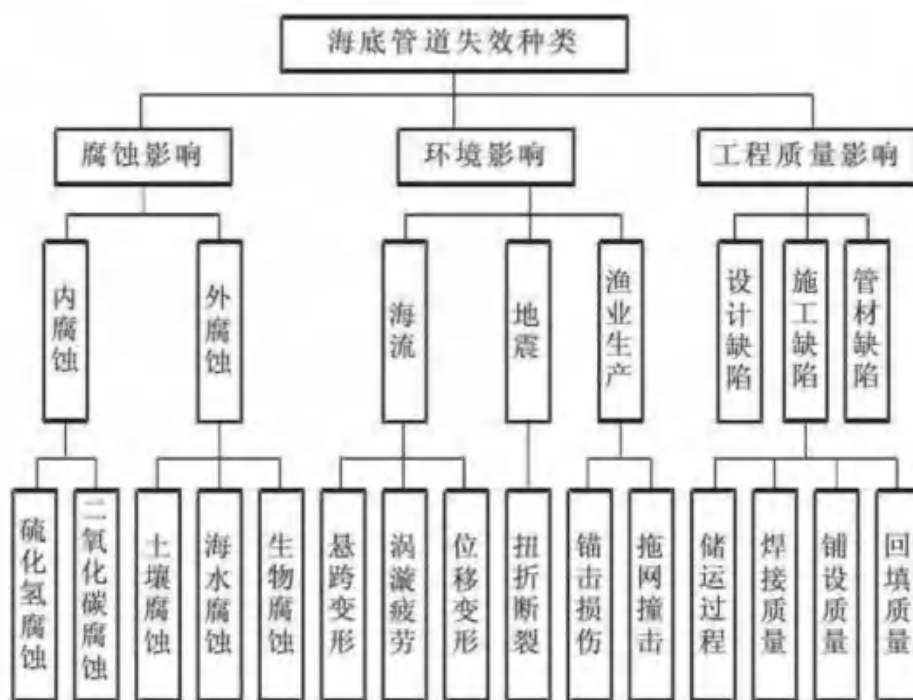 海底管道失效种类
腐蚀影响
环境影响
工程质量影响
内腐蚀
外腐蚀
海流
地震
渔业生产
设计缺陷
施工缺陷
管材缺陷
硫化氢腐蚀
二氧化碳腐蚀
土壤腐蚀
海水腐蚀
生物腐蚀
悬跨变形
涡漩疲劳
位移变形
扭折断裂
锚击损伤
拖网撞击
储运过程
焊接质量
铺设质量
回填质量